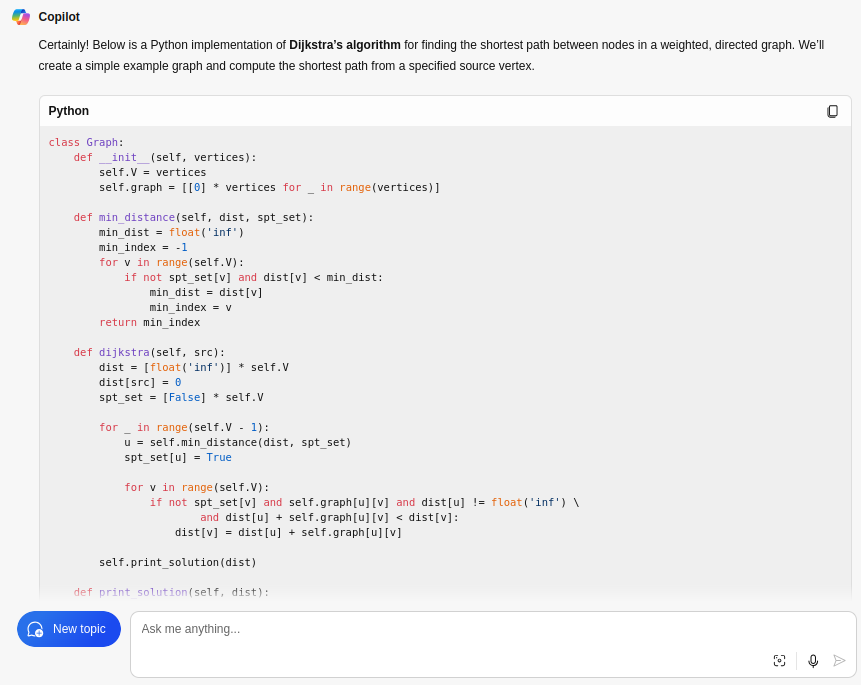 Copilot
Certainly! Below is a Python implementation of Dijkstra's algorithm for finding the shortest path between nodes in a weighted, directed graph. We'll
create a simple example graph and compute the shortest path from a specified source vertex.
Python
class Graph:
    def __init__(self, vertices):
        self.V = vertices
        self.graph = [[0] * vertices for _ in range(vertices)]

    def min_distance(self, dist, spt_set):
        min_dist = float('inf')
        min_index = -1
        for v in range(self.V):
            if not spt_set[v] and dist[v] < min_dist:
                min_dist = dist[v]
                min_index = v
        return min_index

    def dijkstra(self, src):
        dist = [float('inf')] * self.V
        dist[src] = 0
        spt_set = [False] * self.V

        for _ in range(self.V - 1):
            u = self.min_distance(dist, spt_set)
            spt_set[u] = True

            for v in range(self.V):
                if not spt_set[v] and self.graph[u][v] and dist[u] != float('inf') \
                        and dist[u] + self.graph[u][v] < dist[v]:
                    dist[v] = dist[u] + self.graph[u][v]

        self.print_solution(dist)

    def print_solution(self, dist):
New topic
Ask me anything...